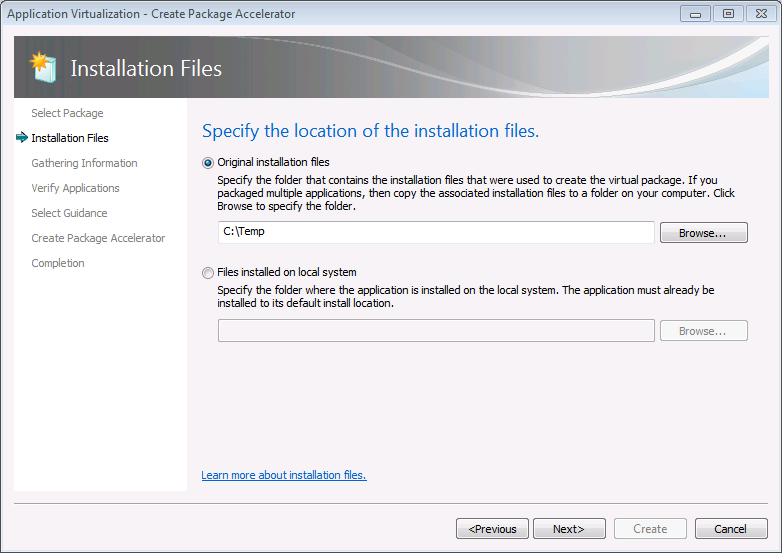 Application Virtualization - Create Package Accelerator
Installation Files
Select Package
Installation Files
Gathering Information
Verify Applications
Select Guidance
Create Package Accelerator
Completion
Specify the location of the installation files.
Original installation files
Specify the folder that contains the installation files that were used to create the virtual package. If you
packaged multiple applications, then copy the associated installation files to a folder on your computer. Click
Browse to specify the folder.
C:\Temp
Browse...
Files installed on local system
Specify the folder where the application is installed on the local system. The application must already be
installed to its default install location.
Browse...
Learn more about installation files.
<Previous
Next>
Create
Cancel